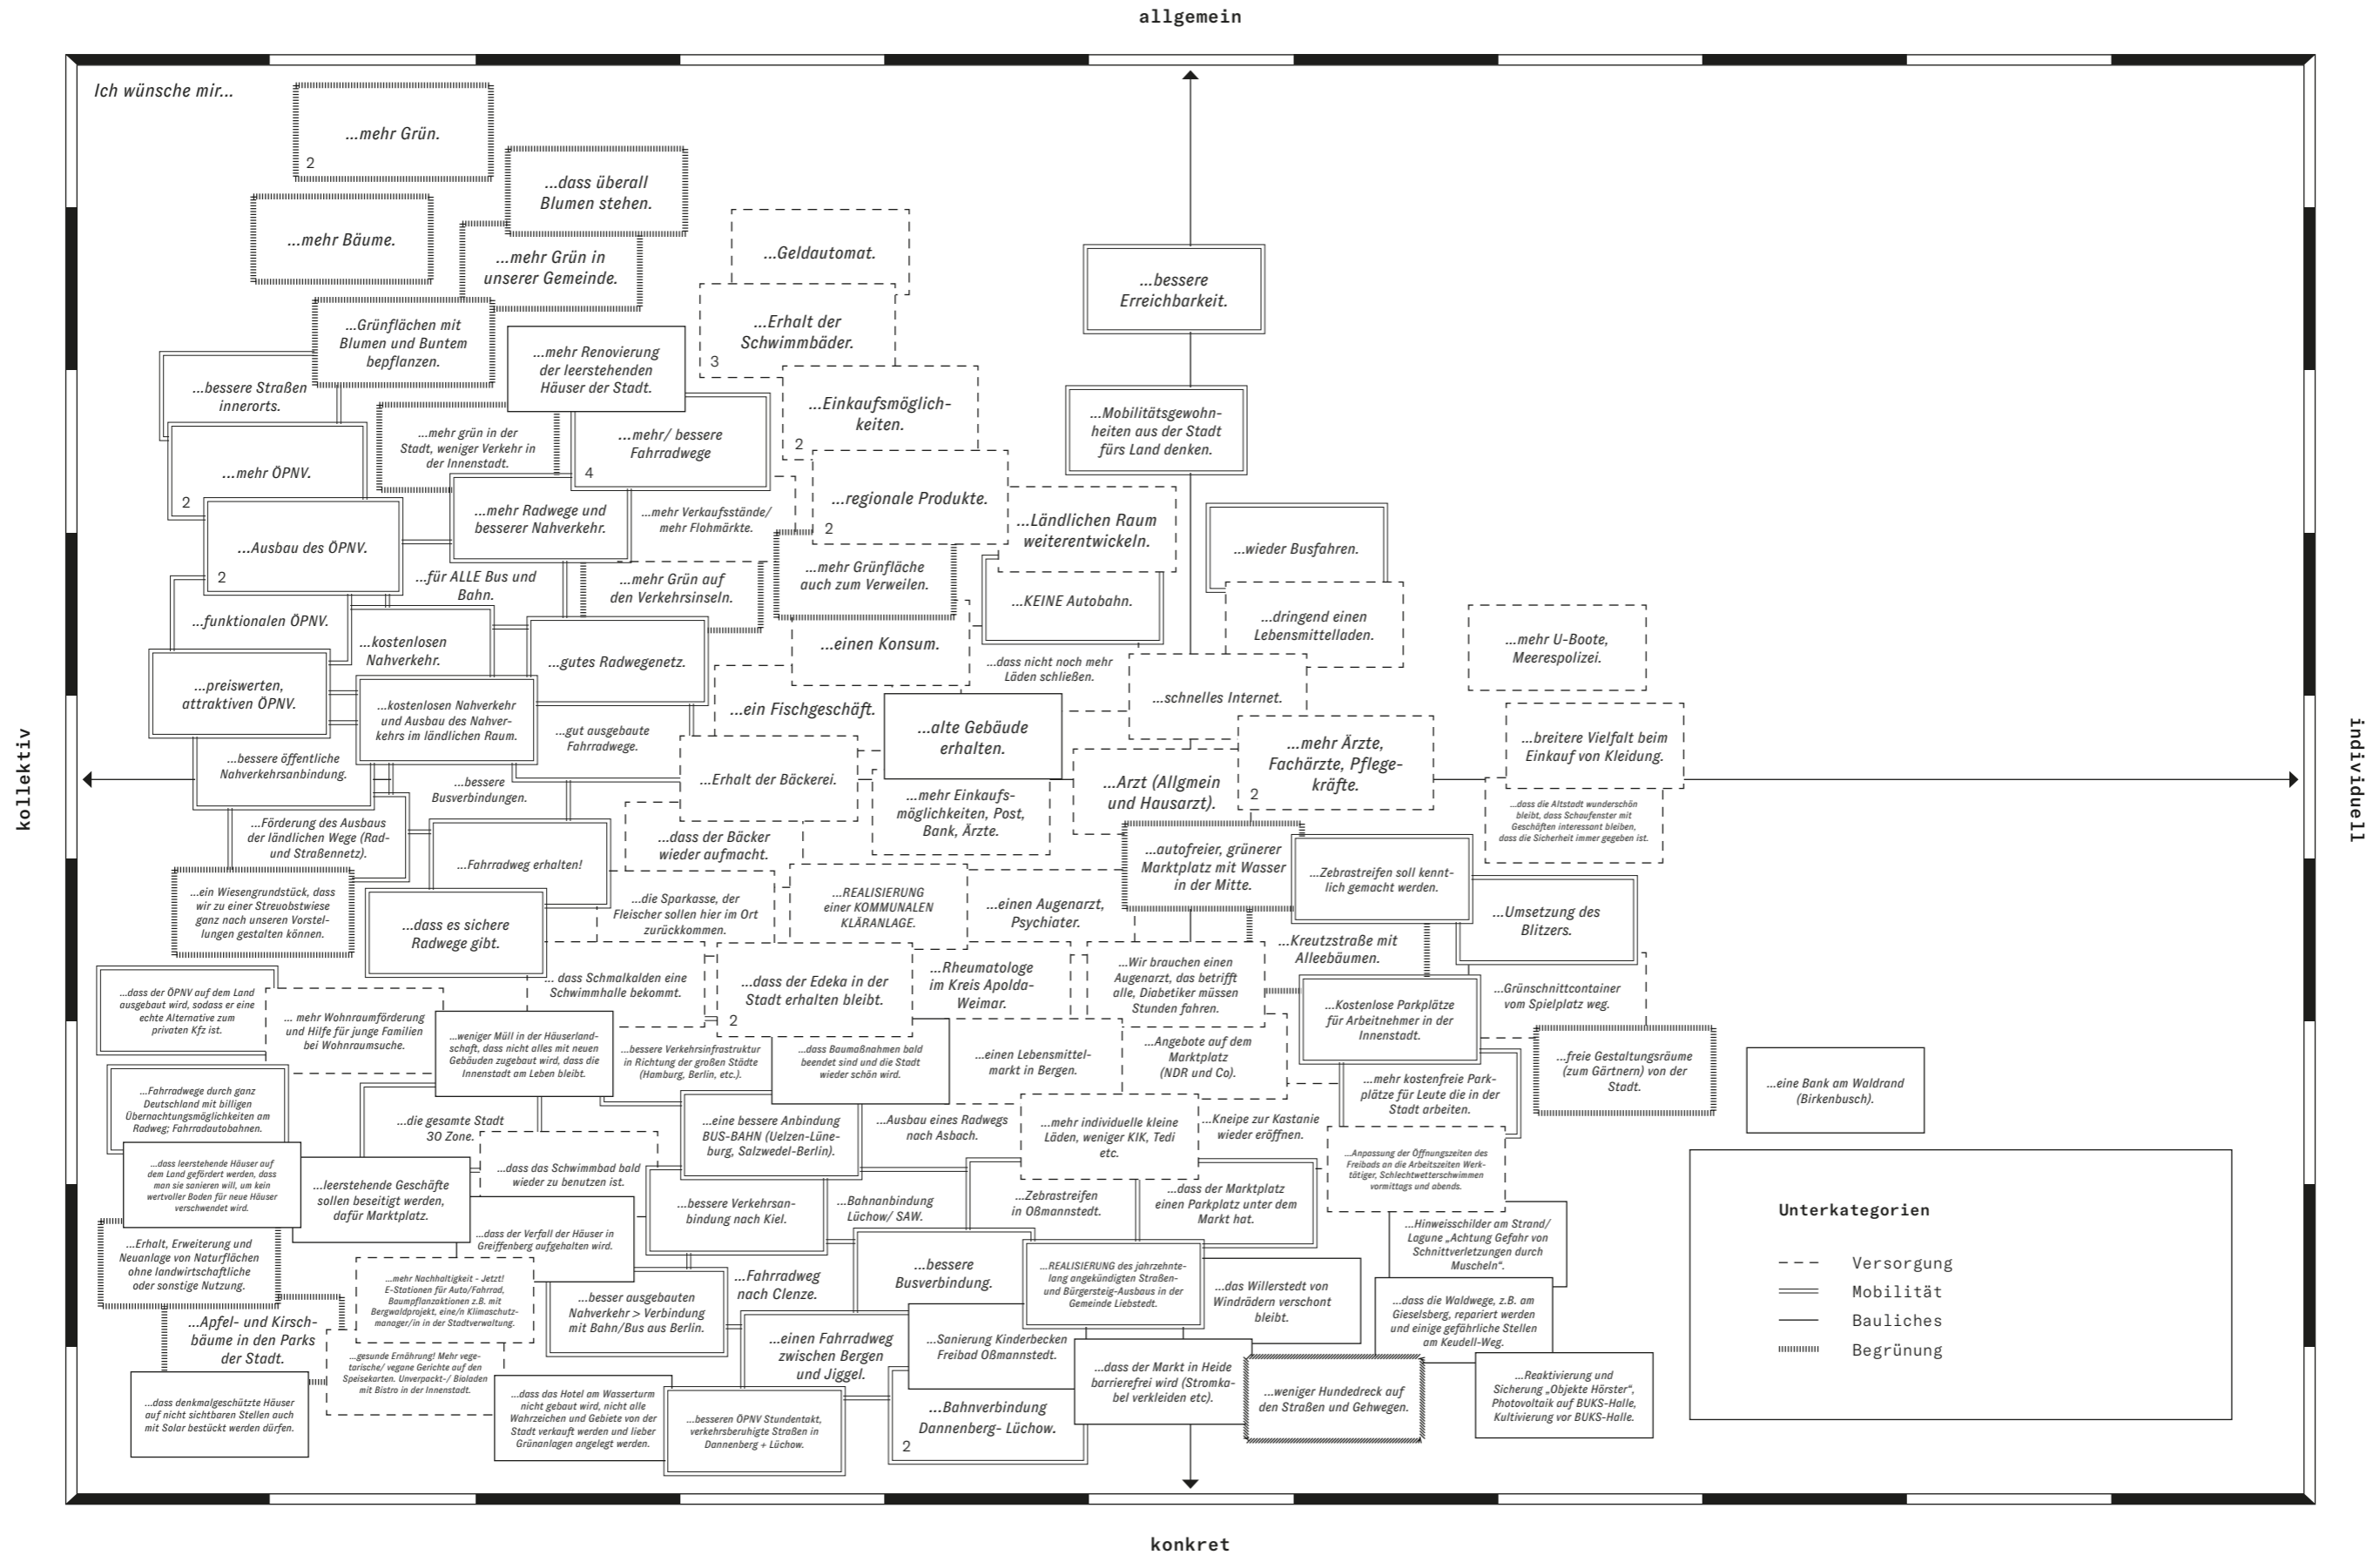 allgemein
Ich wünsche mir...
...mehr Grün.
2
...dass überall
Blumen stehen.
...mehr Bäume.
...mehr Grün in
unserer Gemeinde.
...Geldautomat.
...bessere
Erreichbarkeit.
...Grünflächen mit
Blumen und Buntem
bepflanzen.
...mehr Renovierung
der leerstehenden
Häuser der Stadt.
...Erhalt der
Schwimmbäder.
3
...bessere Straßen
innerorts.
...Einkaufsmöglich-
keiten.
2
...Mobilitätsgewohn-
heiten aus der Stadt
fürs Land denken.
...mehr grün in der
Stadt, weniger Verkehr in
der Innenstadt.
...mehr/ bessere
Fahrradwege
4
...mehr ÖPNV.
2
...regionale Produkte.
2
...mehr Radwege und
besserer Nahverkehr.
...mehr Verkaufsstände/
mehr Flohmärkte.
...Ländlichen Raum
weiterentwickeln.
...Ausbau des ÖPNV.
2
...wieder Busfahren.
...für ALLE Bus und
Bahn.
...mehr Grün auf
den Verkehrsinseln.
...mehr Grünfläche
auch zum Verweilen.
...KEINE Autobahn.
...funktionalen ÖPNV.
...dringend einen
Lebensmittelladen.
...kostenlosen
Nahverkehr.
...gutes Radwegenetz.
...einen Konsum.
...mehr U-Boote,
Meerespolizei.
...dass nicht noch mehr
Läden schließen.
...preiswerten,
attraktiven ÖPNV.
...schnelles Internet.
...kostenlosen Nahverkehr
und Ausbau des Nahver-
kehrs im ländlichen Raum.
...ein Fischgeschäft.
...alte Gebäude
erhalten.
...gut ausgebaute
Fahrradwege.
...breitere Vielfalt beim
Einkauf von Kleidung.
...mehr Ärzte,
Fachärzte, Pflege-
kräfte.
2
kollektiv
individuell
...bessere öffentliche
Nahverkehrsanbindung.
...Erhalt der Bäckerei.
...bessere
Busverbindungen.
...Arzt (Allgmein
und Hausarzt).
...mehr Einkaufs-
möglichkeiten, Post,
Bank, Ärzte.
...dass die Altstadt wunderschön
bleibt, dass Schaufenster mit
Geschäften interessant bleiben,
dass die Sicherheit immer gegeben ist.
...Förderung des Ausbaus
der ländlichen Wege (Rad-
und Straßennetz).
...Fahrradweg erhalten!
...dass der Bäcker
wieder aufmacht.
...autofreier, grünerer
Marktplatz mit Wasser
in der Mitte.
...Zebrastreifen soll kennt-
lich gemacht werden.
...ein Wiesengrundstück, dass
wir zu einer Streuobstwiese
ganz nach unseren Vorstel-
lungen gestalten können.
...dass es sichere
Radwege gibt.
...die Sparkasse, der
Fleischer sollen hier im Ort
zurückkommen.
...REALISIERUNG
einer KOMMUNALEN
KLÄRANLAGE.
...einen Augenarzt,
Psychiater.
...Umsetzung des
Blitzers.
...Kreutzstraße mit
Alleebäumen.
...dass der ÖPNV auf dem Land
ausgebaut wird, sodass er eine
echte Alternative zum
privaten Kfz ist.
... mehr Wohnraumförderung
und Hilfe für junge Familien
bei Wohnraumsuche.
... dass Schmalkalden eine
Schwimmhalle bekommt.
...dass der Edeka in der
Stadt erhalten bleibt.
2
...Rheumatologe
im Kreis Apolda-
Weimar.
...Wir brauchen einen
Augenarzt, das betrifft
alle, Diabetiker müssen
Stunden fahren.
...Kostenlose Parkplätze
für Arbeitnehmer in der
Innenstadt.
...Grünschnittcontainer
vom Spielplatz weg.
...weniger Müll in der Häuserland-
schaft, dass nicht alles mit neuen
Gebäuden zugebaut wird, dass die
Innenstadt am Leben bleibt.
...bessere Verkehrsinfrastruktur
in Richtung der großen Städte
(Hamburg, Berlin, etc.).
...dass Baumaßnahmen bald
beendet sind und die Stadt
wieder schön wird.
...einen Lebensmittel-
markt in Bergen.
...Angebote auf dem
Marktplatz
(NDR und Co).
...freie Gestaltungsräume
(zum Gärtnern) von der
Stadt.
...eine Bank am Waldrand
(Birkenbusch).
...Fahrradwege durch ganz
Deutschland mit billigen
Übernachtungsmöglichkeiten am
Radweg; Fahrradautobahnen.
...mehr kostenfreie Park-
plätze für Leute die in der
Stadt arbeiten.
...die gesamte Stadt
30 Zone.
...eine bessere Anbindung
BUS-BAHN (Uelzen-Lüne-
burg, Salzwedel-Berlin).
...Ausbau eines Radwegs
nach Asbach.
...mehr individuelle kleine
Läden, weniger KIK, Tedi
etc.
...Kneipe zur Kastanie
wieder eröffnen.
...dass leerstehende Häuser auf
dem Land gefördert werden, dass
man sie sanieren will, um kein
wertvoller Boden für neue Häuser
verschwendet wird.
...leerstehende Geschäfte
sollen beseitigt werden,
dafür Marktplatz.
...dass das Schwimmbad bald
wieder zu benutzen ist.
...Anpassung der Öffnungszeiten des
Freibads an die Arbeitszeiten Werk-
tätiger, Schlechtwetterschwimmen
vormittags und abends.
...bessere Verkehrsan-
bindung nach Kiel.
...Bahnanbindung
Lüchow/ SAW.
...Zebrastreifen
in Oßmannstedt.
...dass der Marktplatz
einen Parkplatz unter dem
Markt hat.
...dass der Verfall der Häuser in
Greiffenberg aufgehalten wird.
...Hinweisschilder am Strand/
Lagune „Achtung Gefahr von
Schnittverletzungen durch
Muscheln“.
...Erhalt, Erweiterung und
Neuanlage von Naturflächen
ohne landwirtschaftliche
oder sonstige Nutzung.
...mehr Nachhaltigkeit - Jetzt!
E-Stationen für Auto/Fahrrad,
Baumpflanzaktionen z.B. mit
Bergwaldprojekt, eine/n Klimaschutz-
manager/in in der Stadtverwaltung.
...besser ausgebauten
Nahverkehr > Verbindung
mit Bahn/Bus aus Berlin.
...Fahrradweg
nach Clenze.
...bessere
Busverbindung.
...REALISIERUNG des jahrzehnte-
lang angekündigten Straßen-
und Bürgersteig-Ausbaus in der
Gemeinde Liebstedt.
...das Willerstedt von
Windrädern verschont
bleibt.
...dass die Waldwege, z.B. am
Gieselsberg, repariert werden
und einige gefährliche Stellen
am Keudell-Weg.
...Apfel- und Kirsch-
bäume in den Parks
der Stadt.
...gesunde Ernährung! Mehr vege-
tarische/ vegane Gerichte auf den
Speisekarten. Unverpackt-/ Bioladen
mit Bistro in der Innenstadt.
...einen Fahrradweg
zwischen Bergen
und Jiggel.
...Sanierung Kinderbecken
Freibad Oßmannstedt.
...dass der Markt in Heide
barrierefrei wird (Stromka-
bel verkleiden etc).
...weniger Hundedreck auf
den Straßen und Gehwegen.
...Reaktivierung und
Sicherung „Objekte Hörster“,
Photovoltaik auf BUKS-Halle,
Kultivierung vor BUKS-Halle.
...dass denkmalgeschützte Häuser
auf nicht sichtbaren Stellen auch
mit Solar bestückt werden dürfen.
...dass das Hotel am Wasserturm
nicht gebaut wird, nicht alle
Wahrzeichen und Gebiete von der
Stadt verkauft werden und lieber
Grünanlagen angelegt werden.
...besseren ÖPNV Stundentakt,
verkehrsberuhigte Straßen in
Dannenberg + Lüchow.
...Bahnverbindung
Dannenberg- Lüchow.
2
Unterkategorien
Versorgung
Mobilität
Bauliches
Begrünung
konkret